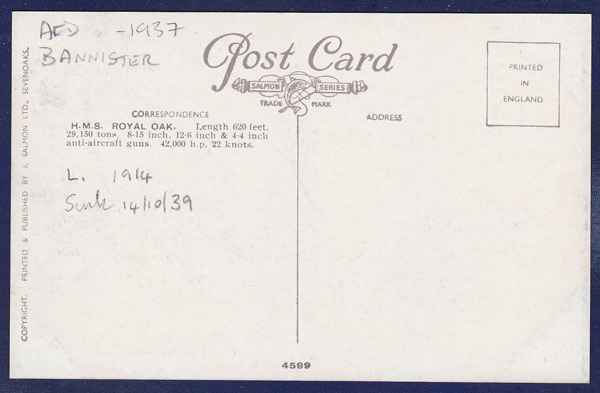 AFD -1937
BANNISTER
Post Card
SALMON SERIES
TRADE MARK
PRINTED
IN
ENGLAND
CORRESPONDENCE
ADDRESS
H.M.S. ROYAL OAK. Length 620 feet.
29,150 tons. 8-15 inch, 12-6 inch & 4-4 inch
anti-aircraft guns. 42,000 h.p. 22 knots.
L. 1914
Sunk 14/10/39
COPYRIGHT. PRINTED & PUBLISHED BY J. SALMON LTD., SEVENOAKS.
4599